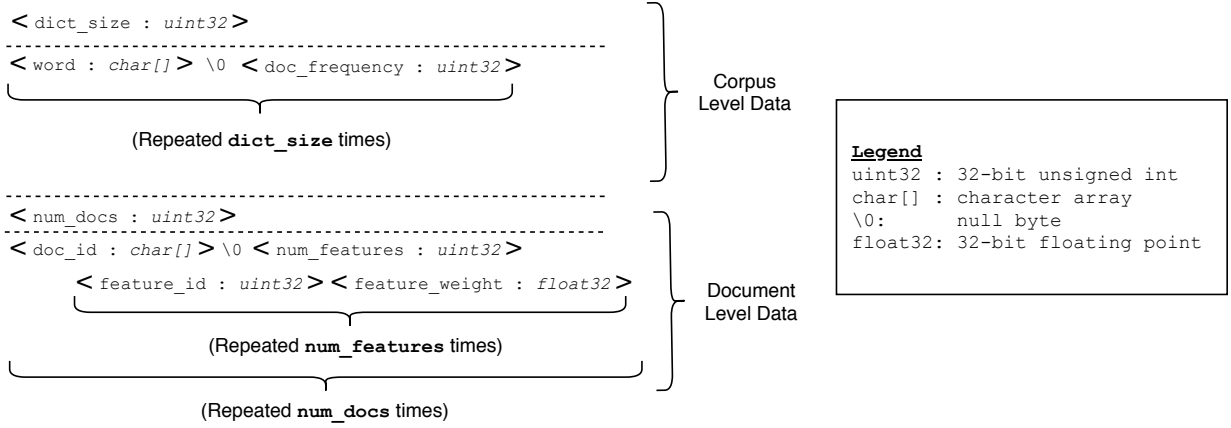 < dict_size : uint32 >
< word : char[] > \0 < doc_frequency : uint32 >
(Repeated dict_size times)
Corpus
Level Data
< num_docs : uint32 >
< doc_id : char[] > \0 < num_features : uint32 >
< feature_id : uint32 > < feature_weight : float32 >
(Repeated num_features times)
(Repeated num_docs times)
Document
Level Data
Legend
uint32 : 32-bit unsigned int
char[] : character array
\0: null byte
float32: 32-bit floating point